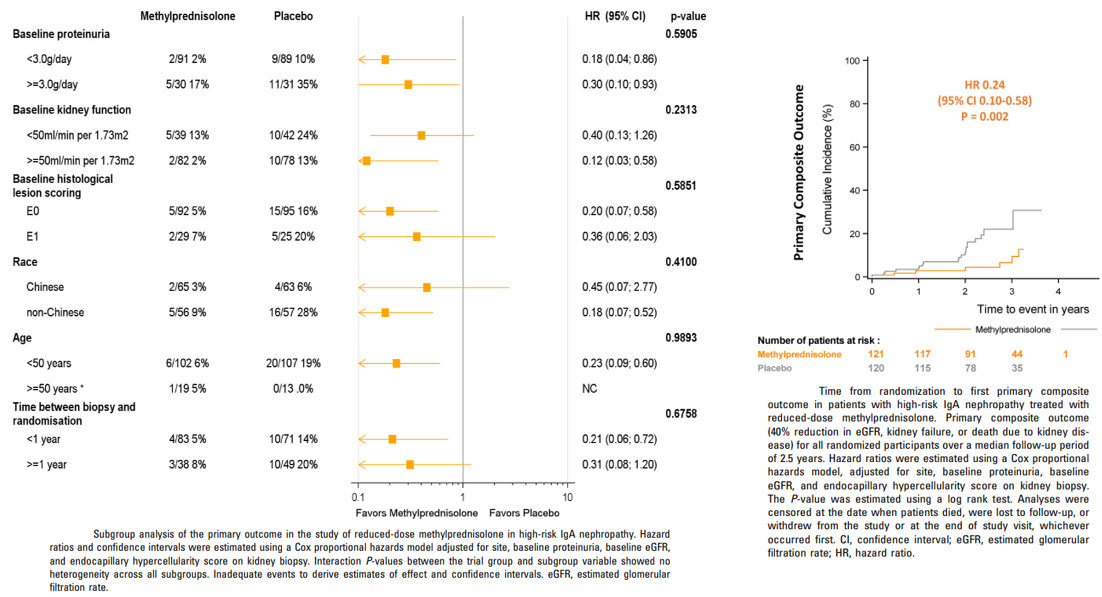 Methylprednisolone Placebo HR (95% CI) p-value
Baseline proteinuria 0.5905
<3.0g/day 2/91 2% 9/89 10% 0.18 (0.04; 0.86)
>=3.0g/day 5/30 17% 11/31 35% 0.30 (0.10; 0.93)
Baseline kidney function 0.2313
<50ml/min per 1.73m2 5/39 13% 10/42 24% 0.40 (0.13; 1.26)
>=50ml/min per 1.73m2 2/82 2% 10/78 13% 0.12 (0.03; 0.58)
Baseline histological
lesion scoring 0.5851
E0 5/92 5% 15/95 16% 0.20 (0.07; 0.58)
E1 2/29 7% 5/25 20% 0.36 (0.06; 2.03)
Race 0.4100
Chinese 2/65 3% 4/63 6% 0.45 (0.07; 2.77)
non-Chinese 5/56 9% 16/57 28% 0.18 (0.07; 0.52)
Age 0.9893
<50 years 6/102 6% 20/107 19% 0.23 (0.09; 0.60)
>=50 years * 1/19 5% 0/13 .0% NC
Time between biopsy and
randomisation 0.6758
<1 year 4/83 5% 10/71 14% 0.21 (0.06; 0.72)
>=1 year 3/38 8% 10/49 20% 0.31 (0.08; 1.20)
0.1 1 10
Favors Methylprednisolone Favors Placebo
Subgroup analysis of the primary outcome in the study of reduced-dose methylprednisolone in high-risk IgA nephropathy. Hazard
ratios and confidence intervals were estimated using a Cox proportional hazards model adjusted for site, baseline proteinuria, baseline eGFR,
and endocapillary hypercellularity score on kidney biopsy. Interaction P-values between the trial group and subgroup variable showed no
heterogeneity across all subgroups. Inadequate events to derive estimates of effect and confidence intervals. eGFR, estimated glomerular
filtration rate.
Primary Composite Outcome
Cumulative Incidence (%)
100
80
60
40
20
0
HR 0.24
(95% CI 0.10-0.58)
P = 0.002
0 1 2 3 4
Time to event in years
Methylprednisolone
Number of patients at risk :
Methylprednisolone 121 117 91 44 1
Placebo 120 115 78 35
Time from randomization to first primary composite
outcome in patients with high-risk IgA nephropathy treated with
reduced-dose methylprednisolone. Primary composite outcome
(40% reduction in eGFR, kidney failure, or death due to kidney dis-
ease) for all randomized participants over a median follow-up period
of 2.5 years. Hazard ratios were estimated using a Cox proportional
hazards model, adjusted for site, baseline proteinuria, baseline
eGFR, and endocapillary hypercellularity score on kidney biopsy.
The P-value was estimated using a log rank test. Analyses were
censored at the date when patients died, were lost to follow-up, or
withdrew from the study or at the end of study visit, whichever
occurred first. CI, confidence interval; eGFR, estimated glomerular
filtration rate; HR, hazard ratio.